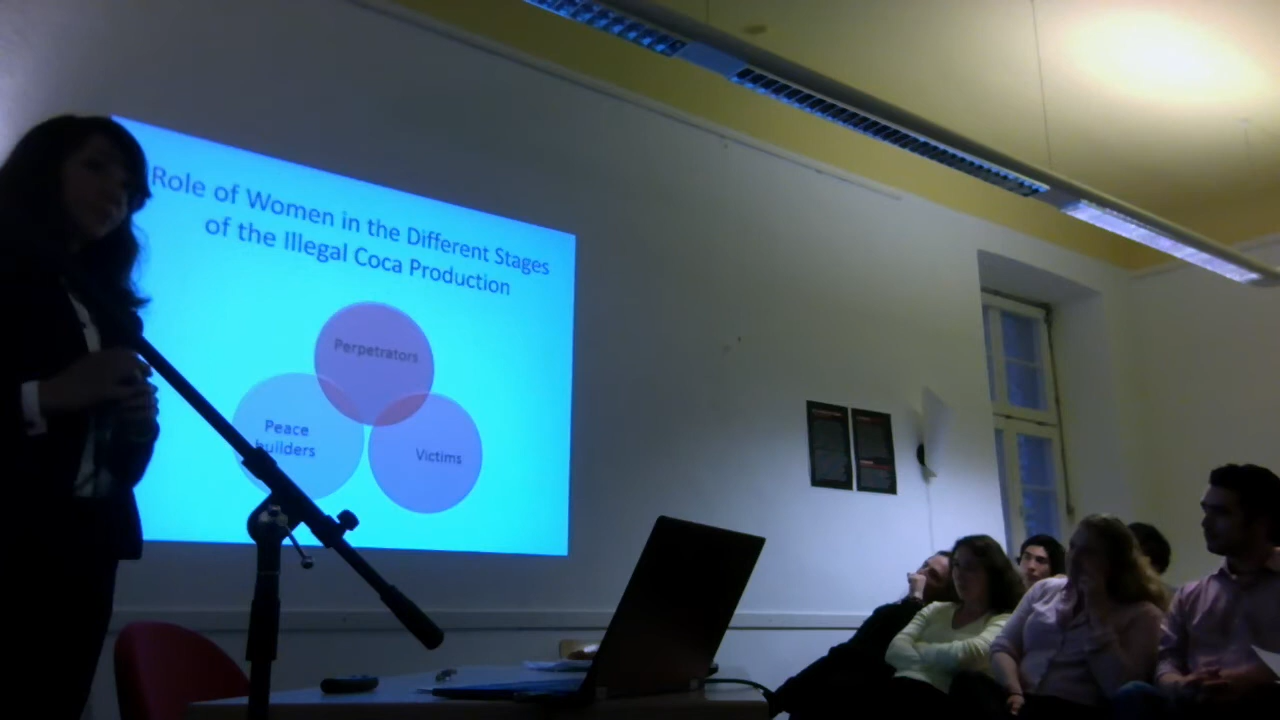 Role of Women in the Different Stages
of the Illegal Coca Production
Perpetrators
Peace
builders
Victims